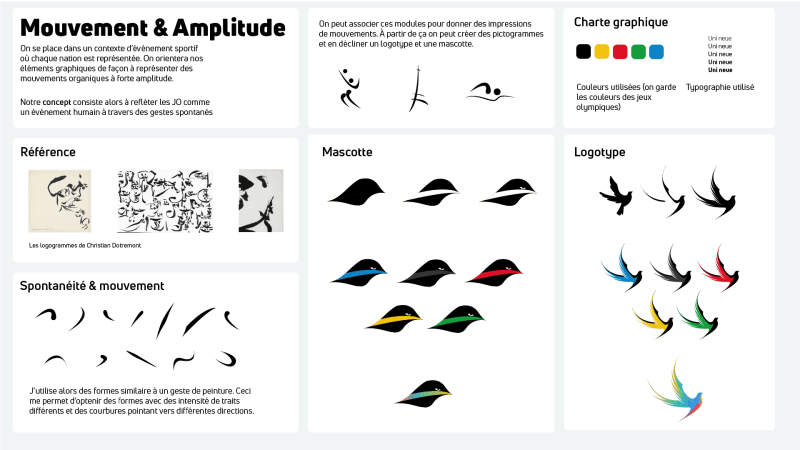 Mouvement & Amplitude
On se place dans un contexte d'évènement sportif
où chaque nation est représentée. On orientera nos
éléments graphiques de façon à représenter des
mouvements organiques à forte amplitude.
Notre concept consiste alors à refléter les JO comme
un évènement humain à travers des gestes spontanés
On peut associer ces modules pour donner des impressions
de mouvements. À partir de ça on peut créer des pictogrammes
et en décliner un logotype et une mascotte.
Charte graphique
Uni neue
Uni neue
Uni neue
Uni neue
Uni neue
Couleurs utilisées (on garde
les couleurs des jeux
olympiques)
Typographie utilisé
Référence
Les logogrammes de Christian Dotremont
Spontanéité & mouvement
J'utilise alors des formes similaire à un geste de peinture. Ceci
me permet d'optenir des formes avec des intensité de traits
différents et des courbures pointant vers différentes directions.
Mascotte
Logotype